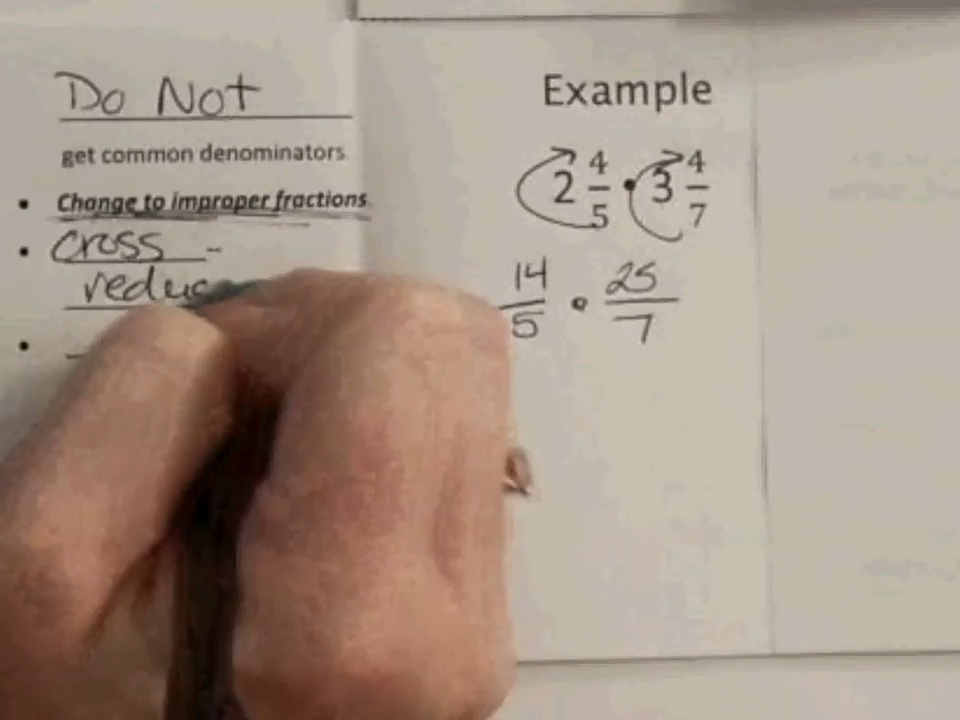 Do Not
get common denominators
• Change to improper fractions
• Cross -
reduc
•
Example
2 4/5 • 3 4/7
14/5 • 25/7